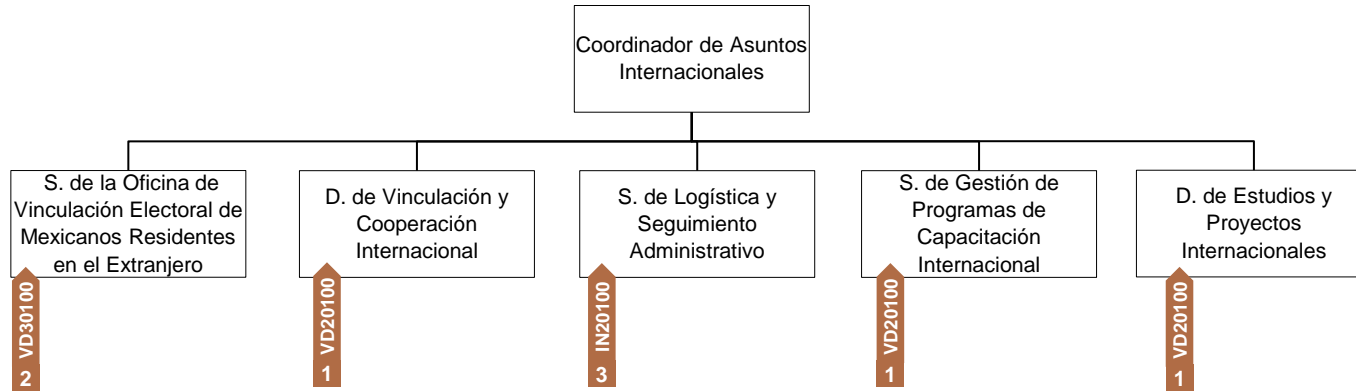 Coordinador de Asuntos
Internacionales
S. de la Oficina de
Vinculación Electoral de
Mexicanos Residentes
en el Extranjero
D. de Vinculación y
Cooperación
Internacional
S. de Logística y
Seguimiento
Administrativo
S. de Gestión de
Programas de
Capacitación
Internacional
D. de Estudios y
Proyectos
Internacionales
VD30100
2
VD20100
1
IN20100
3
VD20100
1
VD20100
1